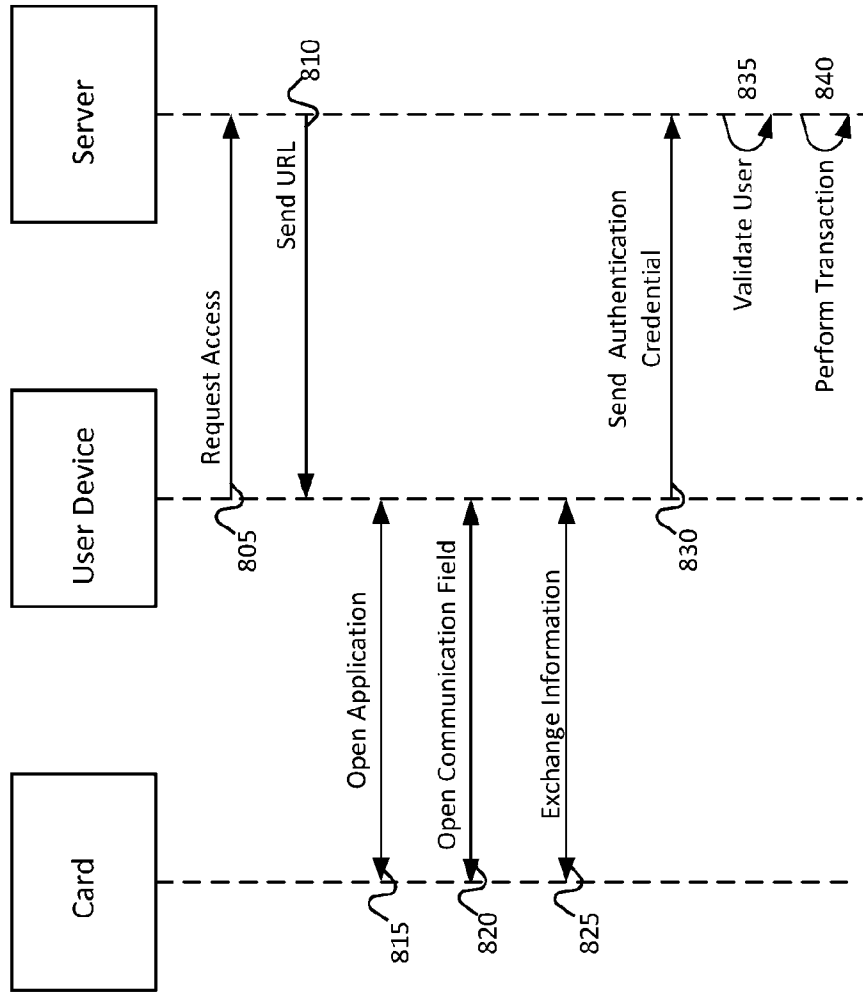 Card
User Device
Server
805
Request Access
810
Send URL
815
Open Application
820
Open Communication Field
825
Exchange Information
830
Send Authentication
Credential
835
Validate User
840
Perform Transaction